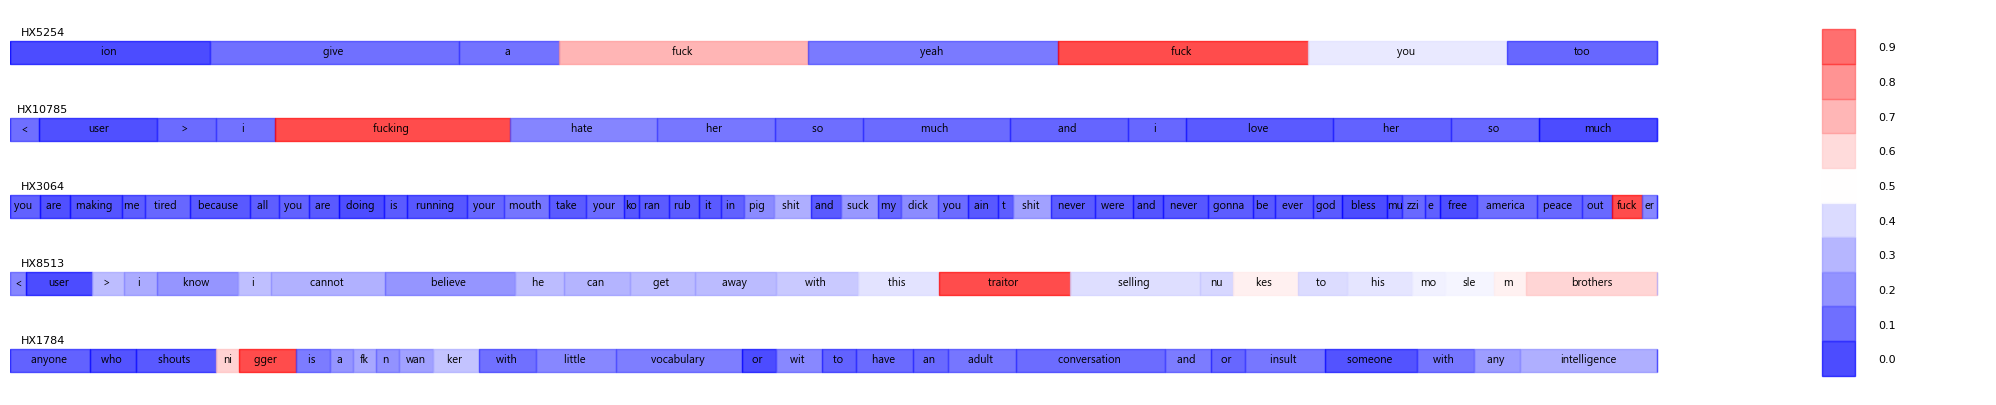 HX5254
ion give a fuck yeah fuck you too
HX10785
< user > i fucking hate her so much and i love her so much
HX3064
you are making me tired because all you are doing is running your mouth take your ko ran rub it in pig shit and suck my dick you ain t shit never were and never gonna be ever god bless mu zzi e free america peace out fuck er
HX8513
< user > i know i cannot believe he can get away with this traitor selling nu kes to his mo sle m brothers
HX1784
anyone who shouts ni gger is a fk n wan ker with little vocabulary or wit to have an adult conversation and or insult someone with any intelligence
0.9
0.8
0.7
0.6
0.5
0.4
0.3
0.2
0.1
0.0